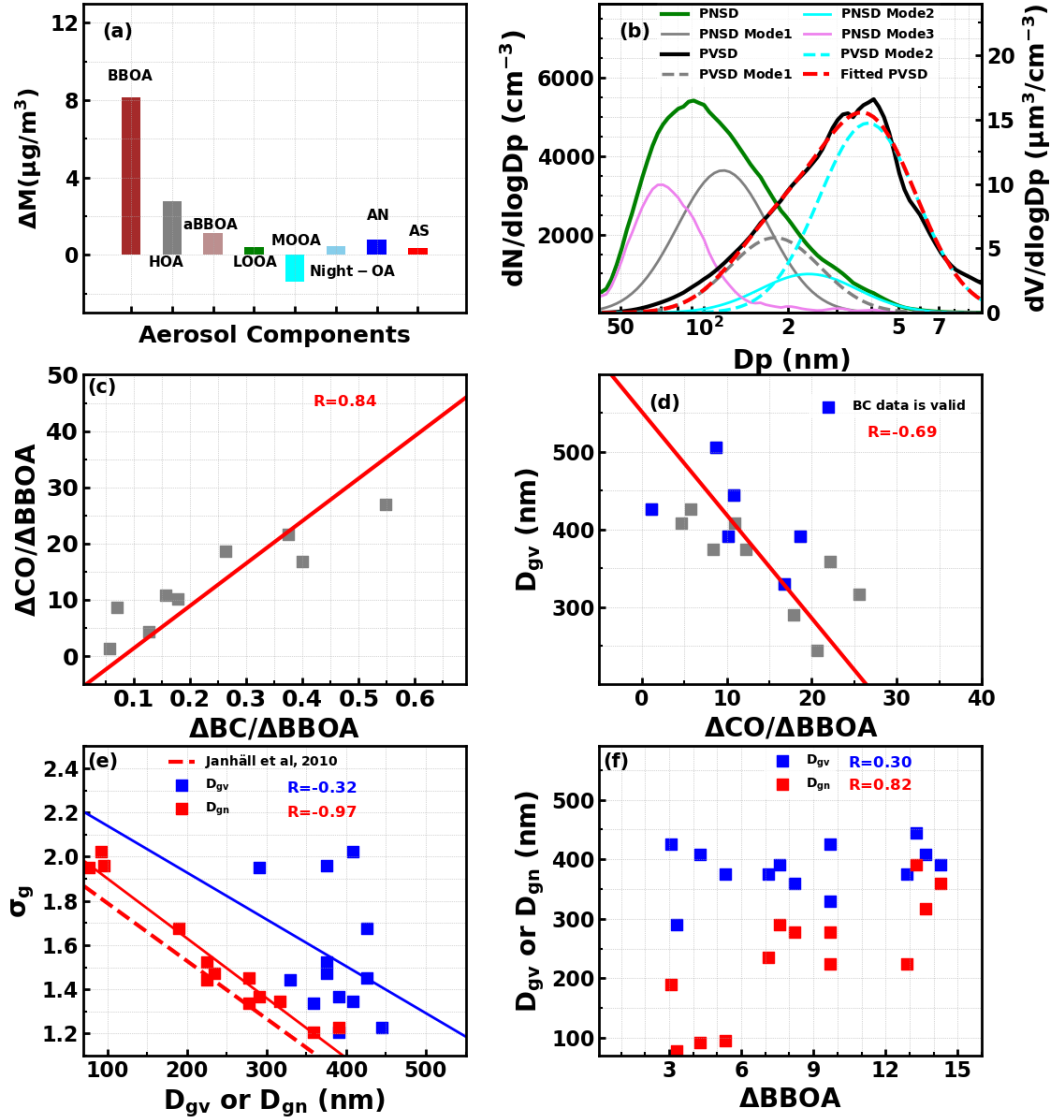 (a)
12
8
4
0
ΔM(μg/m³)
BBOA
HOA
aBBOA
LOOA
MOOA
Night−OA
AN
AS
Aerosol Components
(b)
PNSD
PNSD Mode1
PVSD
PVSD Mode1
PNSD Mode2
PNSD Mode3
PVSD Mode2
Fitted PVSD
6000
4000
2000
dN/dlogDp (cm⁻³)
20
15
10
5
0
dV/dlogDp (μm³/cm⁻³)
50 10² 2 5 7
Dp (nm)
(c)
R=0.84
50
40
30
20
10
0
ΔCO/ΔBBOA
0.1 0.2 0.3 0.4 0.5 0.6
ΔBC/ΔBBOA
(d)
BC data is valid
R=-0.69
500
400
300
D_gv (nm)
0 10 20 30 40
ΔCO/ΔBBOA
(e)
Janhäll et al, 2010
D_gv R=-0.32
D_gn R=-0.97
2.4
2.2
2.0
1.8
1.6
1.4
1.2
σ_g
100 200 300 400 500
D_gv or D_gn (nm)
(f)
D_gv R=0.30
D_gn R=0.82
500
400
300
200
100
D_gv or D_gn (nm)
3 6 9 12 15
ΔBBOA